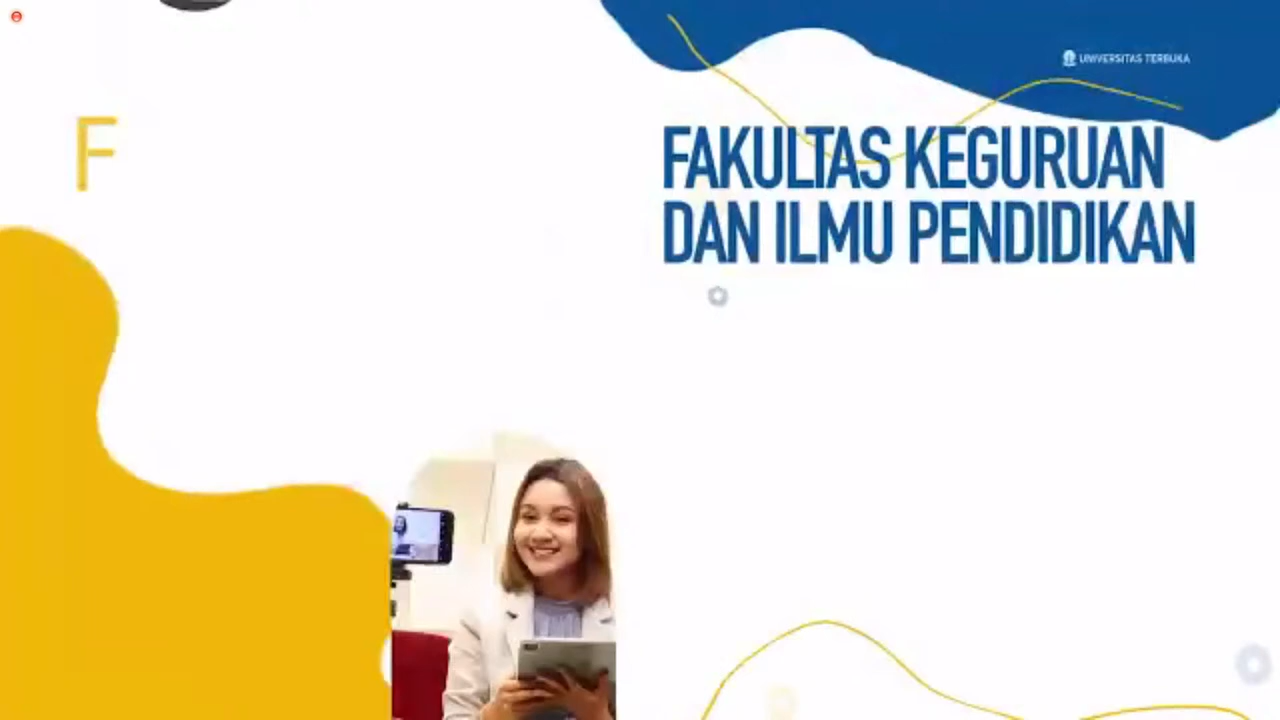 UNIVERSITAS TERBUKA
F
FAKULTAS KEGURUAN
DAN ILMU PENDIDIKAN